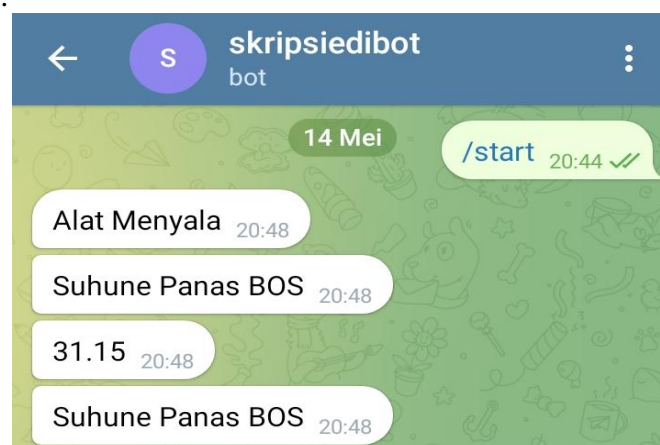 .
S
skripsiedibot
bot
14 Mei
/start 20:44
Alat Menyala 20:48
Suhune Panas BOS 20:48
31.15 20:48
Suhune Panas BOS 20:48